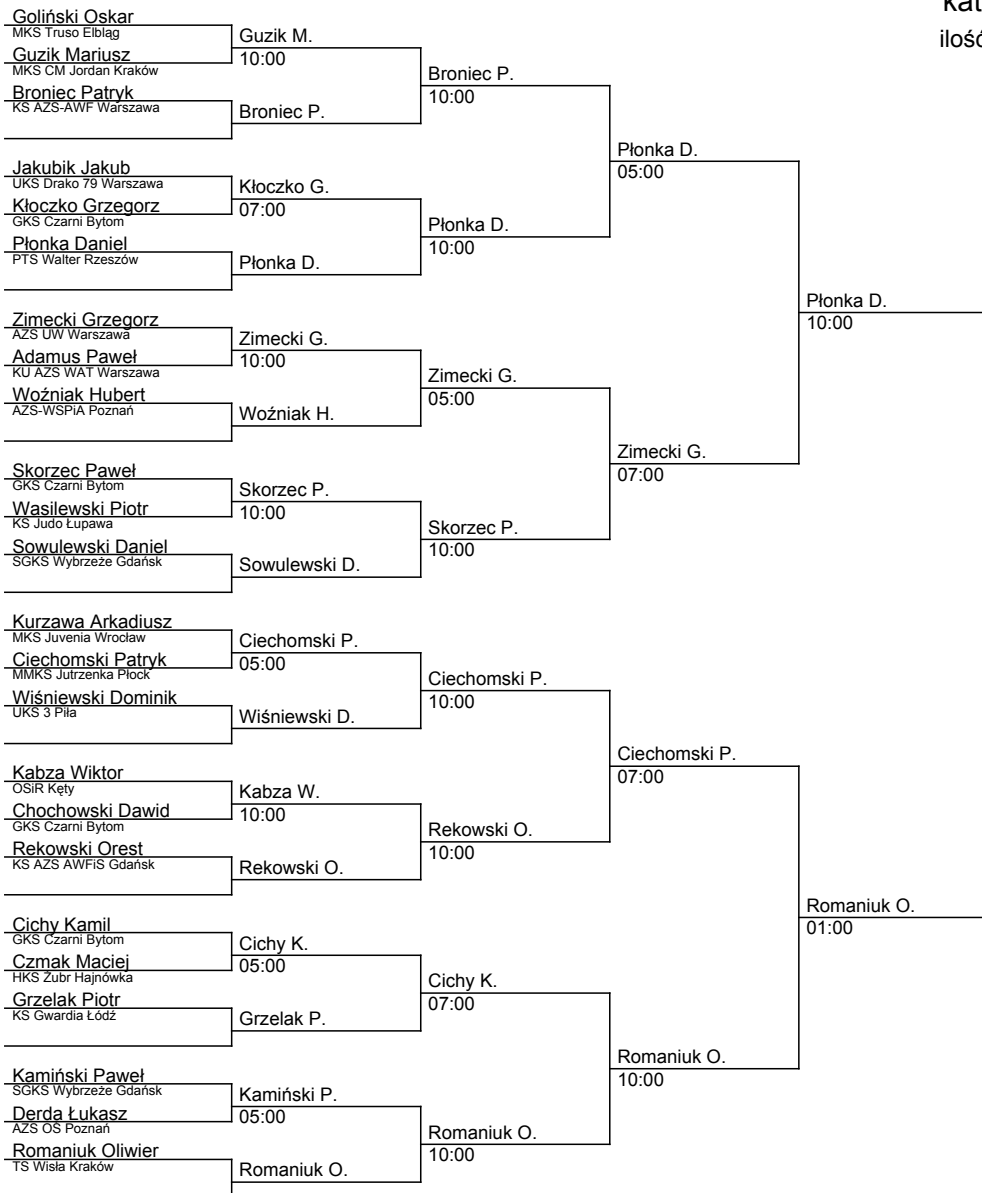 kat
ilość
Goliński Oskar
MKS Truso Elbląg
Guzik Mariusz
MKS CM Jordan Kraków
Broniec Patryk
KS AZS-AWF Warszawa
Jakubik Jakub
UKS Drako 79 Warszawa
Kłoczko Grzegorz
GKS Czarni Bytom
Płonka Daniel
PTS Walter Rzeszów
Zimecki Grzegorz
AZS UW Warszawa
Adamus Paweł
KU AZS WAT Warszawa
Woźniak Hubert
AZS-WSPiA Poznań
Skorzec Paweł
GKS Czarni Bytom
Wasilewski Piotr
KS Judo Łupawa
Sowulewski Daniel
SGKS Wybrzeże Gdańsk
Kurzawa Arkadiusz
MKS Juvenia Wrocław
Ciechomski Patryk
MMKS Jutrzenka Płock
Wiśniewski Dominik
UKS 3 Piła
Kabza Wiktor
OSiR Kęty
Chochowski Dawid
GKS Czarni Bytom
Rekowski Orest
KS AZS AWFiS Gdańsk
Cichy Kamil
GKS Czarni Bytom
Czmak Maciej
HKS Żubr Hajnówka
Grzelak Piotr
KS Gwardia Łódź
Kamiński Paweł
SGKS Wybrzeże Gdańsk
Derda Łukasz
AZS OŚ Poznań
Romaniuk Oliwier
TS Wisła Kraków
Guzik M.
10:00
Broniec P.
Kłoczko G.
07:00
Płonka D.
Zimecki G.
10:00
Woźniak H.
Skorzec P.
10:00
Sowulewski D.
Ciechomski P.
05:00
Wiśniewski D.
Kabza W.
10:00
Rekowski O.
Cichy K.
05:00
Grzelak P.
Kamiński P.
05:00
Romaniuk O.
Broniec P.
10:00
Płonka D.
10:00
Zimecki G.
05:00
Skorzec P.
10:00
Ciechomski P.
10:00
Rekowski O.
10:00
Cichy K.
07:00
Romaniuk O.
10:00
Płonka D.
05:00
Zimecki G.
07:00
Ciechomski P.
07:00
Romaniuk O.
10:00
Płonka D.
10:00
Romaniuk O.
01:00